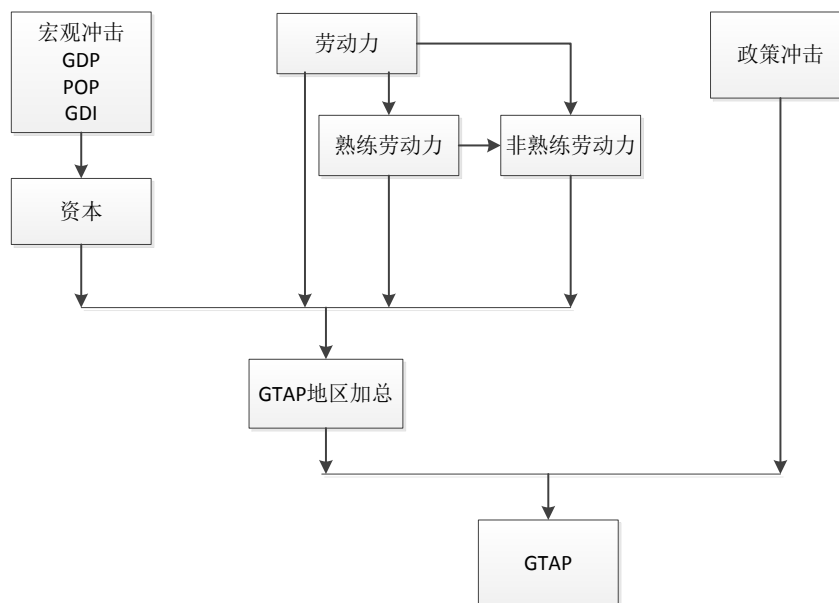 宏观冲击
GDP
POP
GDI
劳动力
政策冲击
熟练劳动力
非熟练劳动力
资本
GTAP地区加总
GTAP